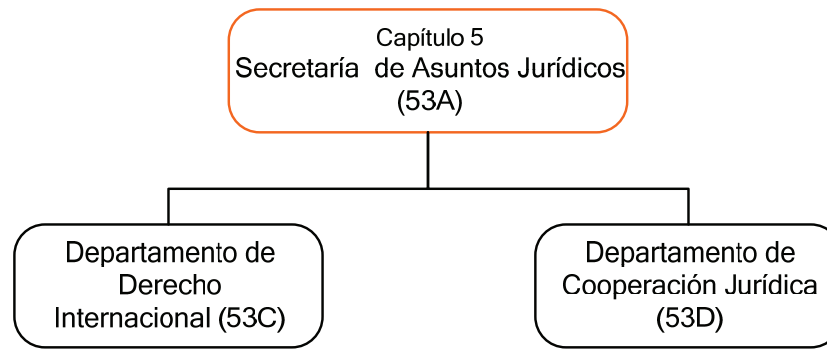 Capítulo 5
Secretaría de Asuntos Jurídicos
(53A)
Departamento de
Derecho
Internacional (53C)
Departamento de
Cooperación Jurídica
(53D)